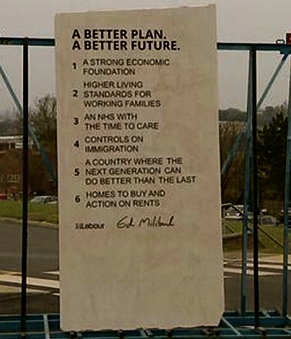 A BETTER PLAN.
A BETTER FUTURE.
1 A STRONG ECONOMIC
FOUNDATION
2 HIGHER LIVING
STANDARDS FOR
WORKING FAMILIES
3 AN NHS WITH
THE TIME TO CARE
4 CONTROLS ON
IMMIGRATION
5 A COUNTRY WHERE THE
NEXT GENERATION CAN
DO BETTER THAN THE LAST
6 HOMES TO BUY AND
ACTION ON RENTS
Labour Ed Miliband